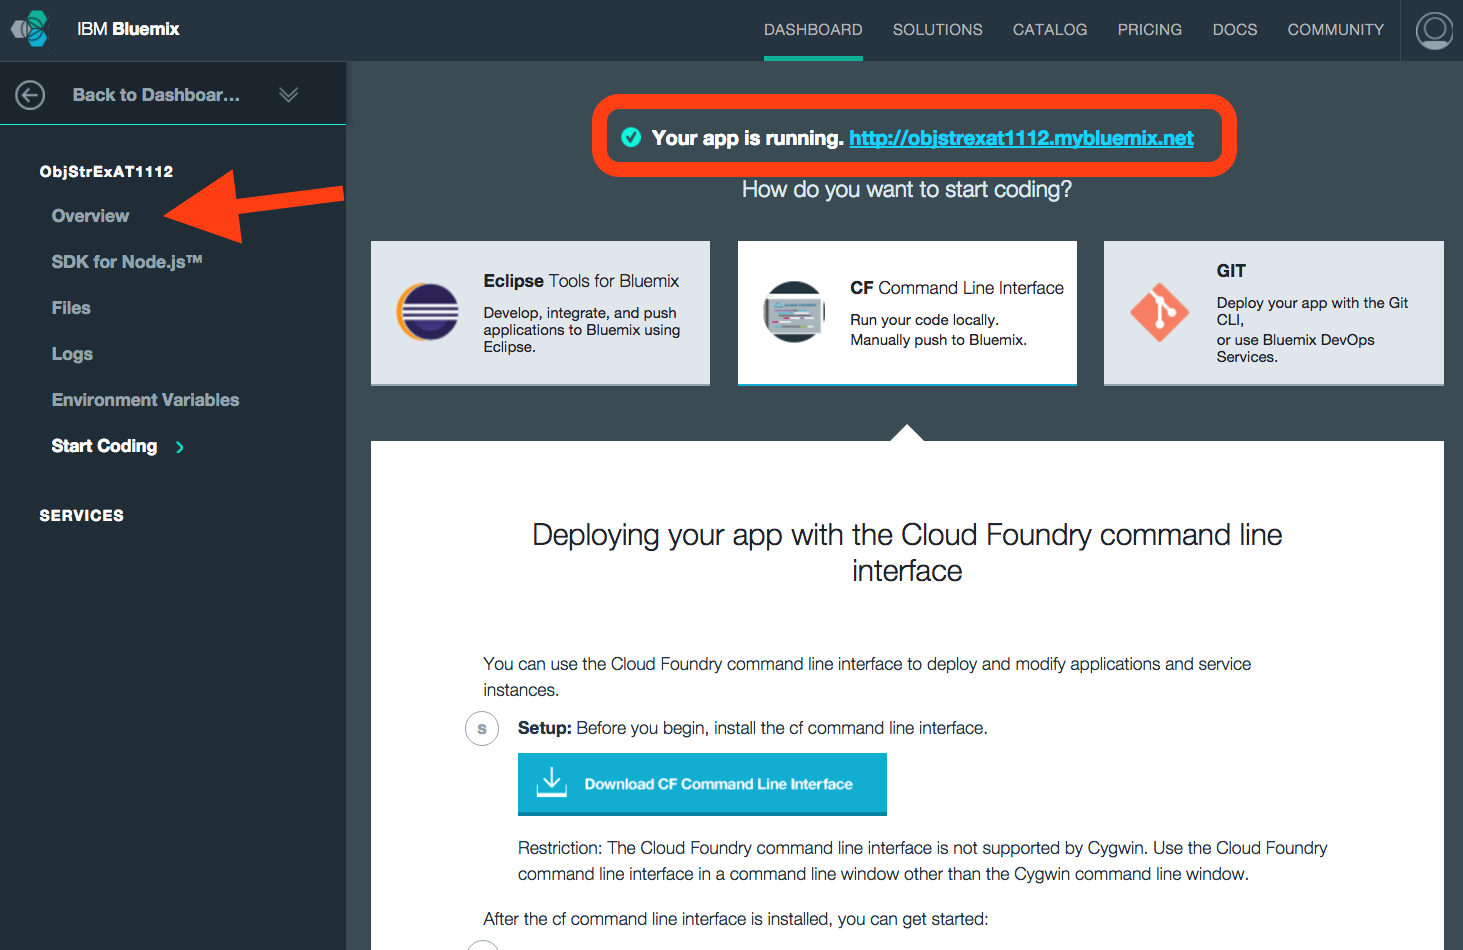 IBM Bluemix
DASHBOARD
SOLUTIONS
CATALOG
PRICING
DOCS
COMMUNITY
Back to Dashboar...
ObjStrExAT1112
Overview
SDK for Node.js™
Files
Logs
Environment Variables
Start Coding
SERVICES
Your app is running. http://objstrexat1112.mybluemix.net
How do you want to start coding?
Eclipse Tools for Bluemix
Develop, integrate, and push
applications to Bluemix using
Eclipse.
CF Command Line Interface
Run your code locally.
Manually push to Bluemix.
GIT
Deploy your app with the Git
CLI,
or use Bluemix DevOps
Services.
Deploying your app with the Cloud Foundry command line
interface
You can use the Cloud Foundry command line interface to deploy and modify applications and service
instances.
S
Setup: Before you begin, install the cf command line interface.
Download CF Command Line Interface
Restriction: The Cloud Foundry command line interface is not supported by Cygwin. Use the Cloud Foundry
command line interface in a command line window other than the Cygwin command line window.
After the cf command line interface is installed, you can get started: